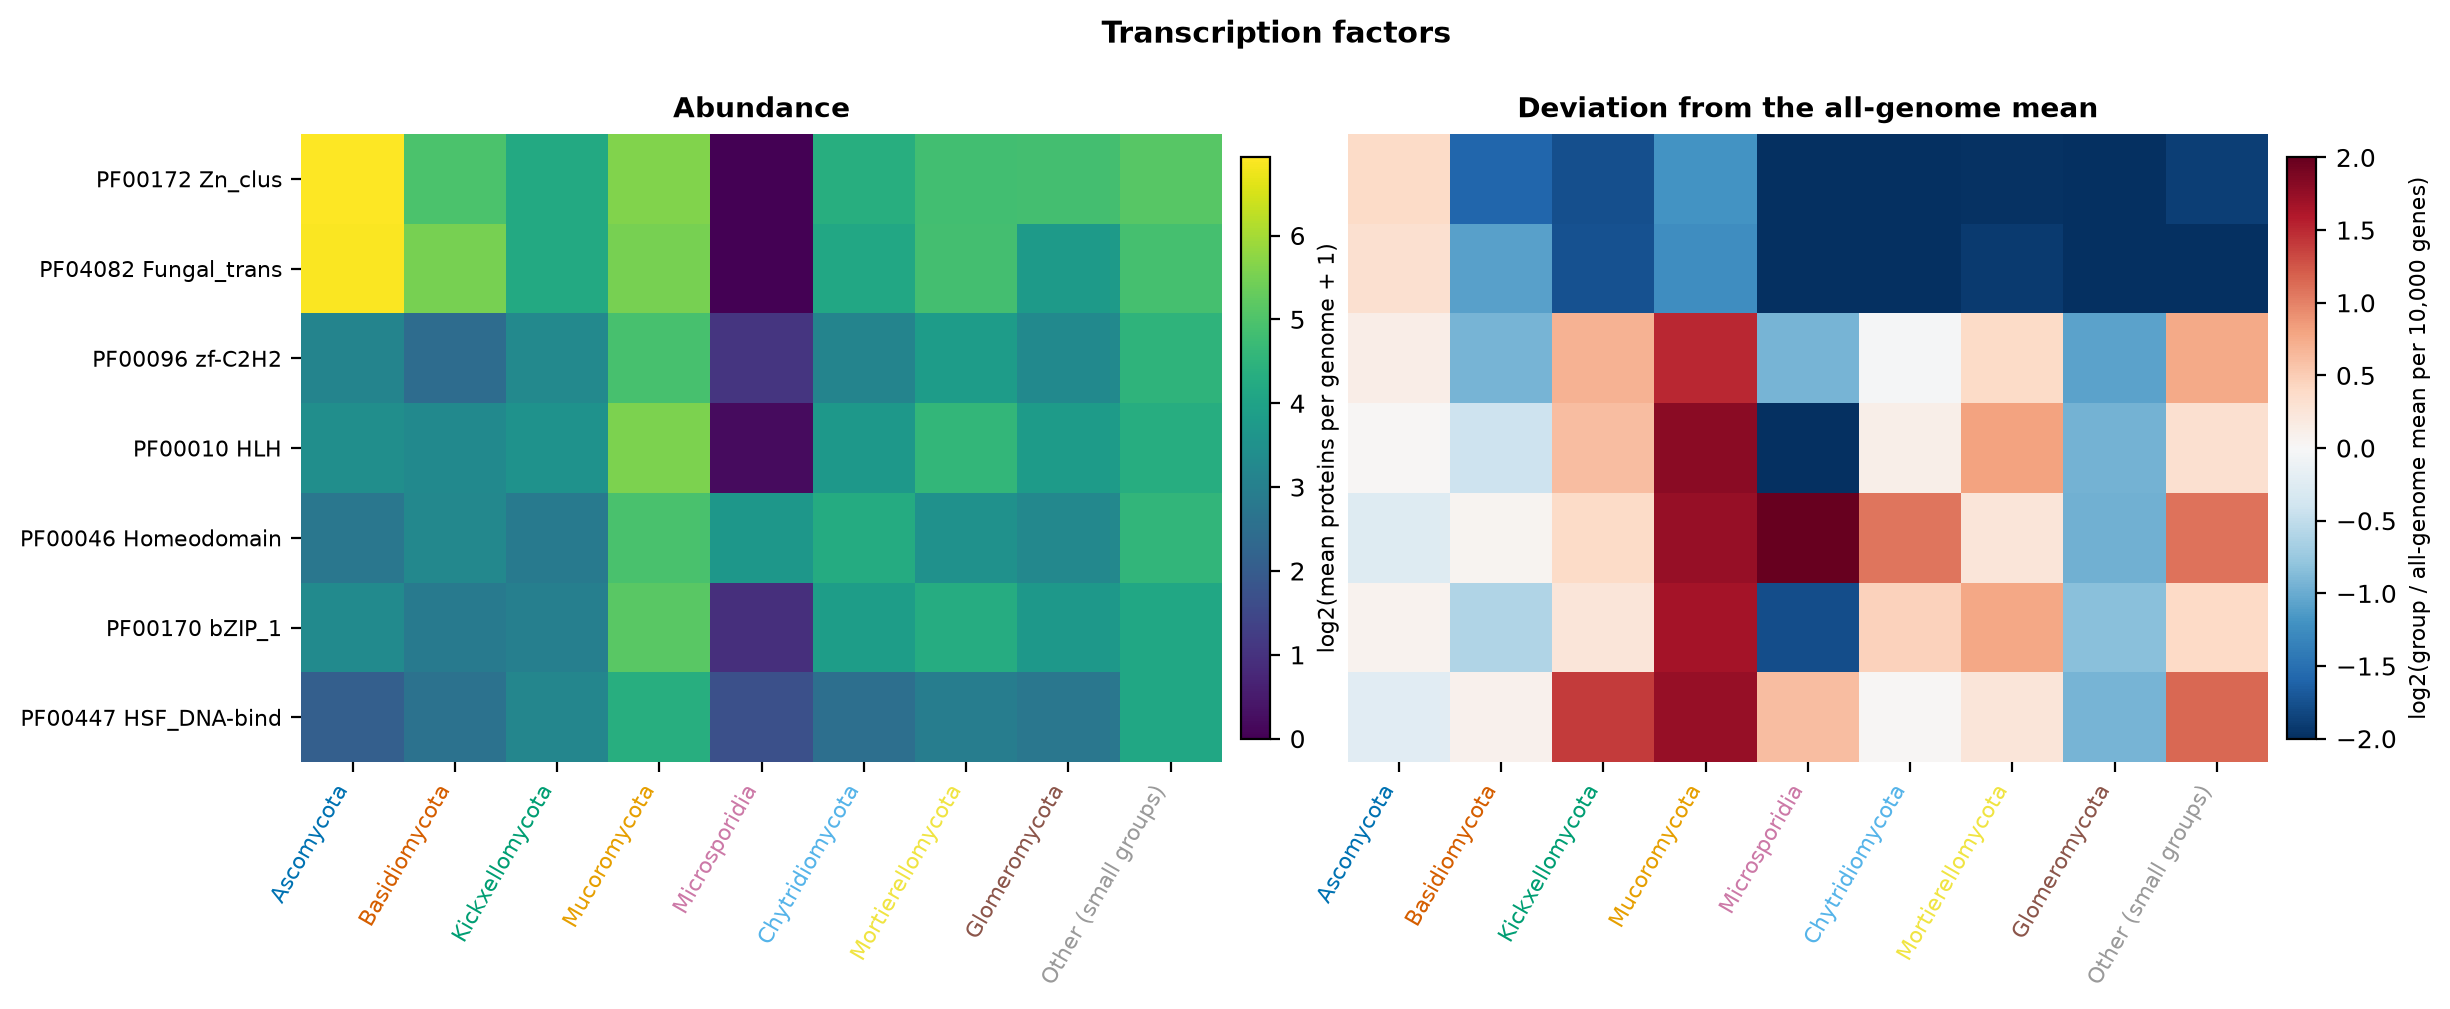 Transcription factors
Abundance
PF00172 Zn_clus
PF04082 Fungal_trans
PF00096 zf-C2H2
PF00010 HLH
PF00046 Homeodomain
PF00170 bZIP_1
PF00447 HSF_DNA-bind
Ascomycota
Basidiomycota
Kickxellomycota
Mucoromycota
Microsporidia
Chytridiomycota
Mortierellomycota
Glomeromycota
Other (small groups)
6
5
4
3
2
1
0
log2(mean proteins per genome + 1)
Deviation from the all-genome mean
Ascomycota
Basidiomycota
Kickxellomycota
Mucoromycota
Microsporidia
Chytridiomycota
Mortierellomycota
Glomeromycota
Other (small groups)
2.0
1.5
1.0
0.5
0.0
−0.5
−1.0
−1.5
−2.0
log2(group / all-genome mean per 10,000 genes)